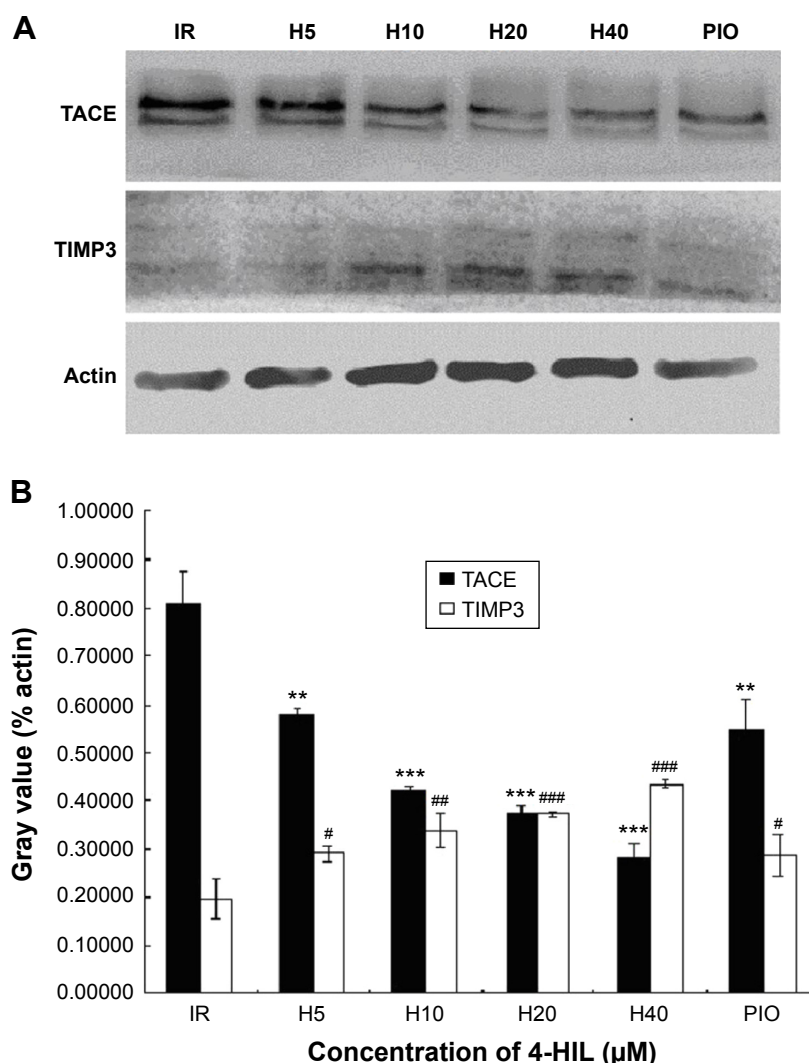 A
IR H5 H10 H20 H40 PIO
TACE
TIMP3
Actin
B
1.00000
0.90000
0.80000
0.70000
0.60000
0.50000
0.40000
0.30000
0.20000
0.10000
0.00000
Gray value (% actin)
TACE
TIMP3
**
#
***
##
***
###
***
###
**
#
IR H5 H10 H20 H40 PIO
Concentration of 4-HIL (µM)